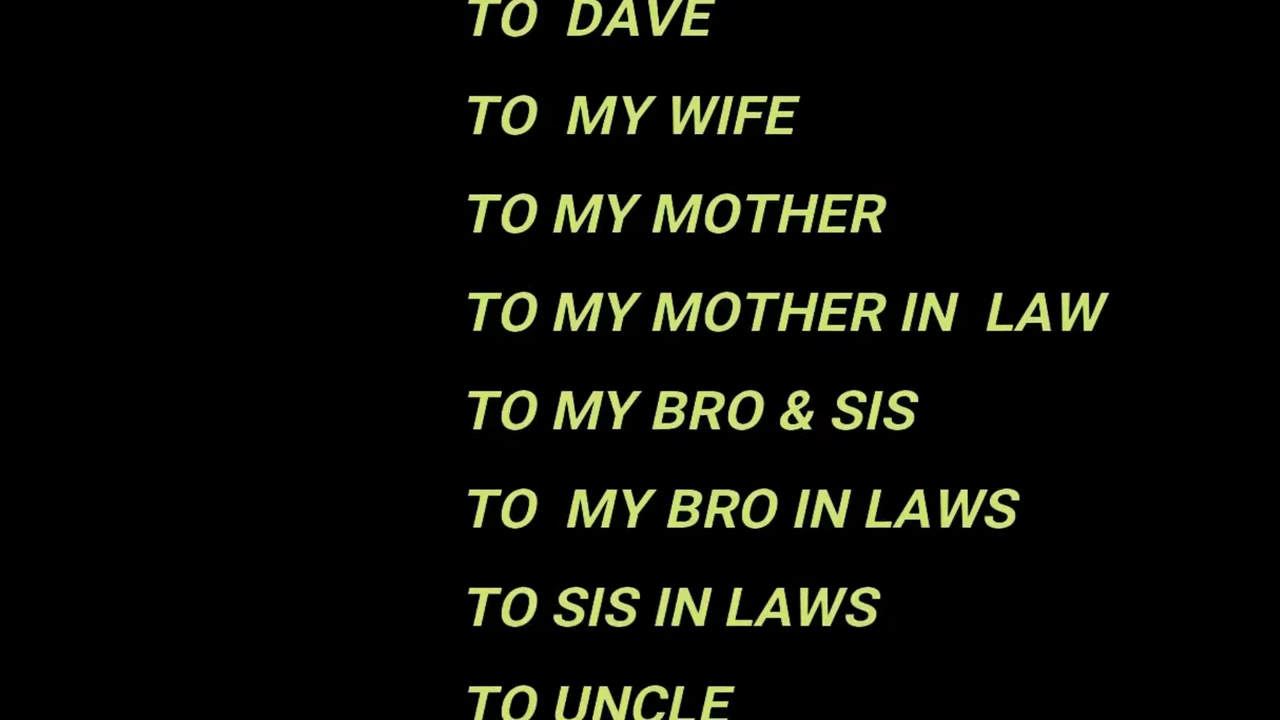 TO DAVE
TO MY WIFE
TO MY MOTHER
TO MY MOTHER IN LAW
TO MY BRO & SIS
TO MY BRO IN LAWS
TO SIS IN LAWS
TO UNCLE